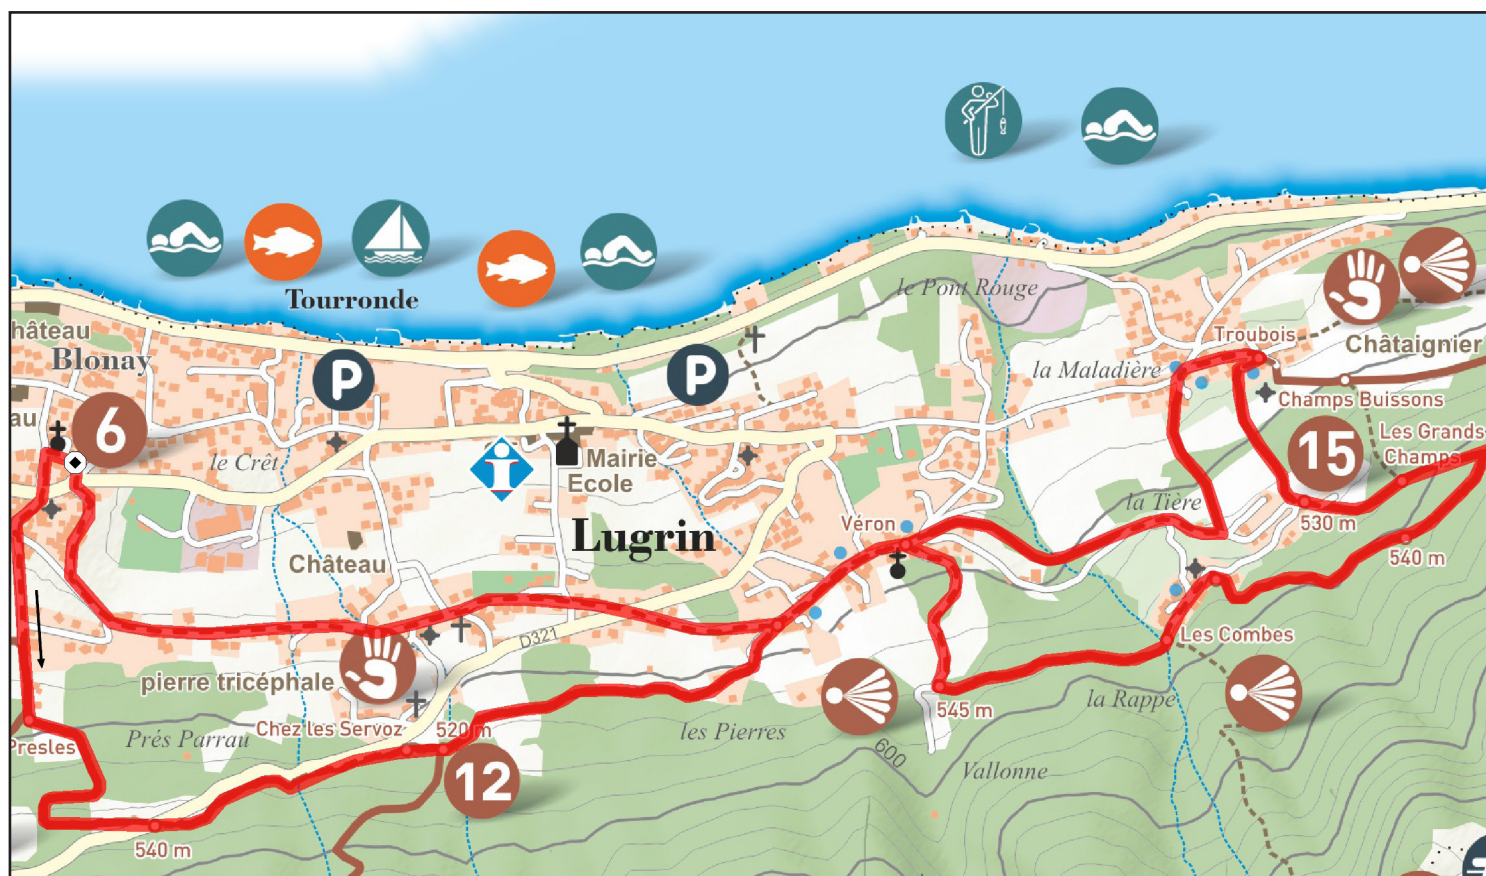 Tourronde
le Pont Rouge
hâteau
Blonay
P
P
la Maladière
Troubois
Châtaignier
Champs Buissons
au
6
le Crêt
Mairie
Ecole
15
Les Grands
Champs
la Tière
Véron
530 m
Lugrin
540 m
Château
D321
Les Combes
pierre tricéphale
la Rappe
545 m
Presles
Prés Parrau
Chez les Servoz
520 m
les Pierres
600
Vallonne
12
540 m